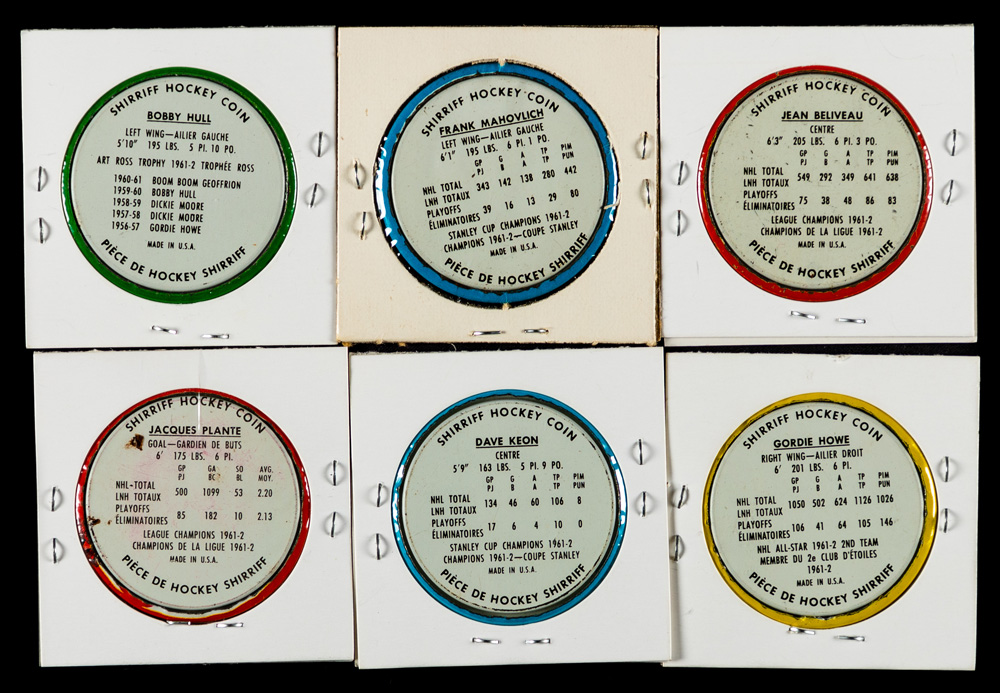 SHIRRIFF HOCKEY COIN
BOBBY HULL
LEFT WING—AILIER GAUCHE
5'10" 195 LBS. 5 PI. 10 PO.
ART ROSS TROPHY 1961-2 TROPHÉE ROSS
1960-61 BOOM BOOM GEOFFRION
1959-60 BOBBY HULL
1958-59 DICKIE MOORE
1957-58 DICKIE MOORE
1956-57 GORDIE HOWE
MADE IN U.S.A.
PIÈCE DE HOCKEY SHIRRIFF
SHIRRIFF HOCKEY COIN
FRANK MAHOVLICH
LEFT WING—AILIER GAUCHE
6'1" 195 LBS. 6 PI. 1 PO.
GP G A TP PIM
PJ B A TP PUN
NHL TOTAL
LNH TOTAUX 343 142 138 280 442
PLAYOFFS
ÉLIMINATOIRES 39 16 13 29 80
STANLEY CUP CHAMPIONS 1961-2
CHAMPIONS 1961-2—COUPE STANLEY
MADE IN U.S.A.
PIÈCE DE HOCKEY SHIRRIFF
SHIRRIFF HOCKEY COIN
JEAN BELIVEAU
CENTRE
6'3" 205 LBS. 6 PI. 3 PO.
GP G A TP PIM
PJ B A TP PUN
NHL TOTAL
LNH TOTAUX 549 292 349 641 638
PLAYOFFS
ÉLIMINATOIRES 75 38 48 86 83
LEAGUE CHAMPIONS 1961-2
CHAMPIONS DE LA LIGUE 1961-2
MADE IN U.S.A.
PIÈCE DE HOCKEY SHIRRIFF
SHIRRIFF HOCKEY COIN
JACQUES PLANTE
GOAL—GARDIEN DE BUTS
6' 175 LBS. 6 PI.
GP GA SO AVG.
PJ BC BL MOY.
NHL-TOTAL
LNH TOTAUX 500 1099 53 2.20
PLAYOFFS
ÉLIMINATOIRES 85 182 10 2.13
LEAGUE CHAMPIONS 1961-2
CHAMPIONS DE LA LIGUE 1961-2
MADE IN U.S.A.
PIÈCE DE HOCKEY SHIRRIFF
SHIRRIFF HOCKEY COIN
DAVE KEON
CENTRE
5'9" 163 LBS. 5 PI. 9 PO.
GP G A TP PIM
PJ B A TP PUN
NHL TOTAL
LNH TOTAUX 134 46 60 106 8
PLAYOFFS
ÉLIMINATOIRES 17 6 4 10 0
STANLEY CUP CHAMPIONS 1961-2
CHAMPIONS 1961-2—COUPE STANLEY
MADE IN U.S.A.
PIÈCE DE HOCKEY SHIRRIFF
SHIRRIFF HOCKEY COIN
GORDIE HOWE
RIGHT WING—AILIER DROIT
6' 201 LBS. 6 PI.
GP G A TP PIM
PJ B A TP PUN
NHL TOTAL
LNH TOTAUX 1050 502 624 1126 1026
PLAYOFFS
ÉLIMINATOIRES 106 41 64 105 146
NHL ALL-STAR 1961-2 2ND TEAM
MEMBRE DU 2e CLUB D'ÉTOILES
1961-2
MADE IN U.S.A.
PIÈCE DE HOCKEY SHIRRIFF